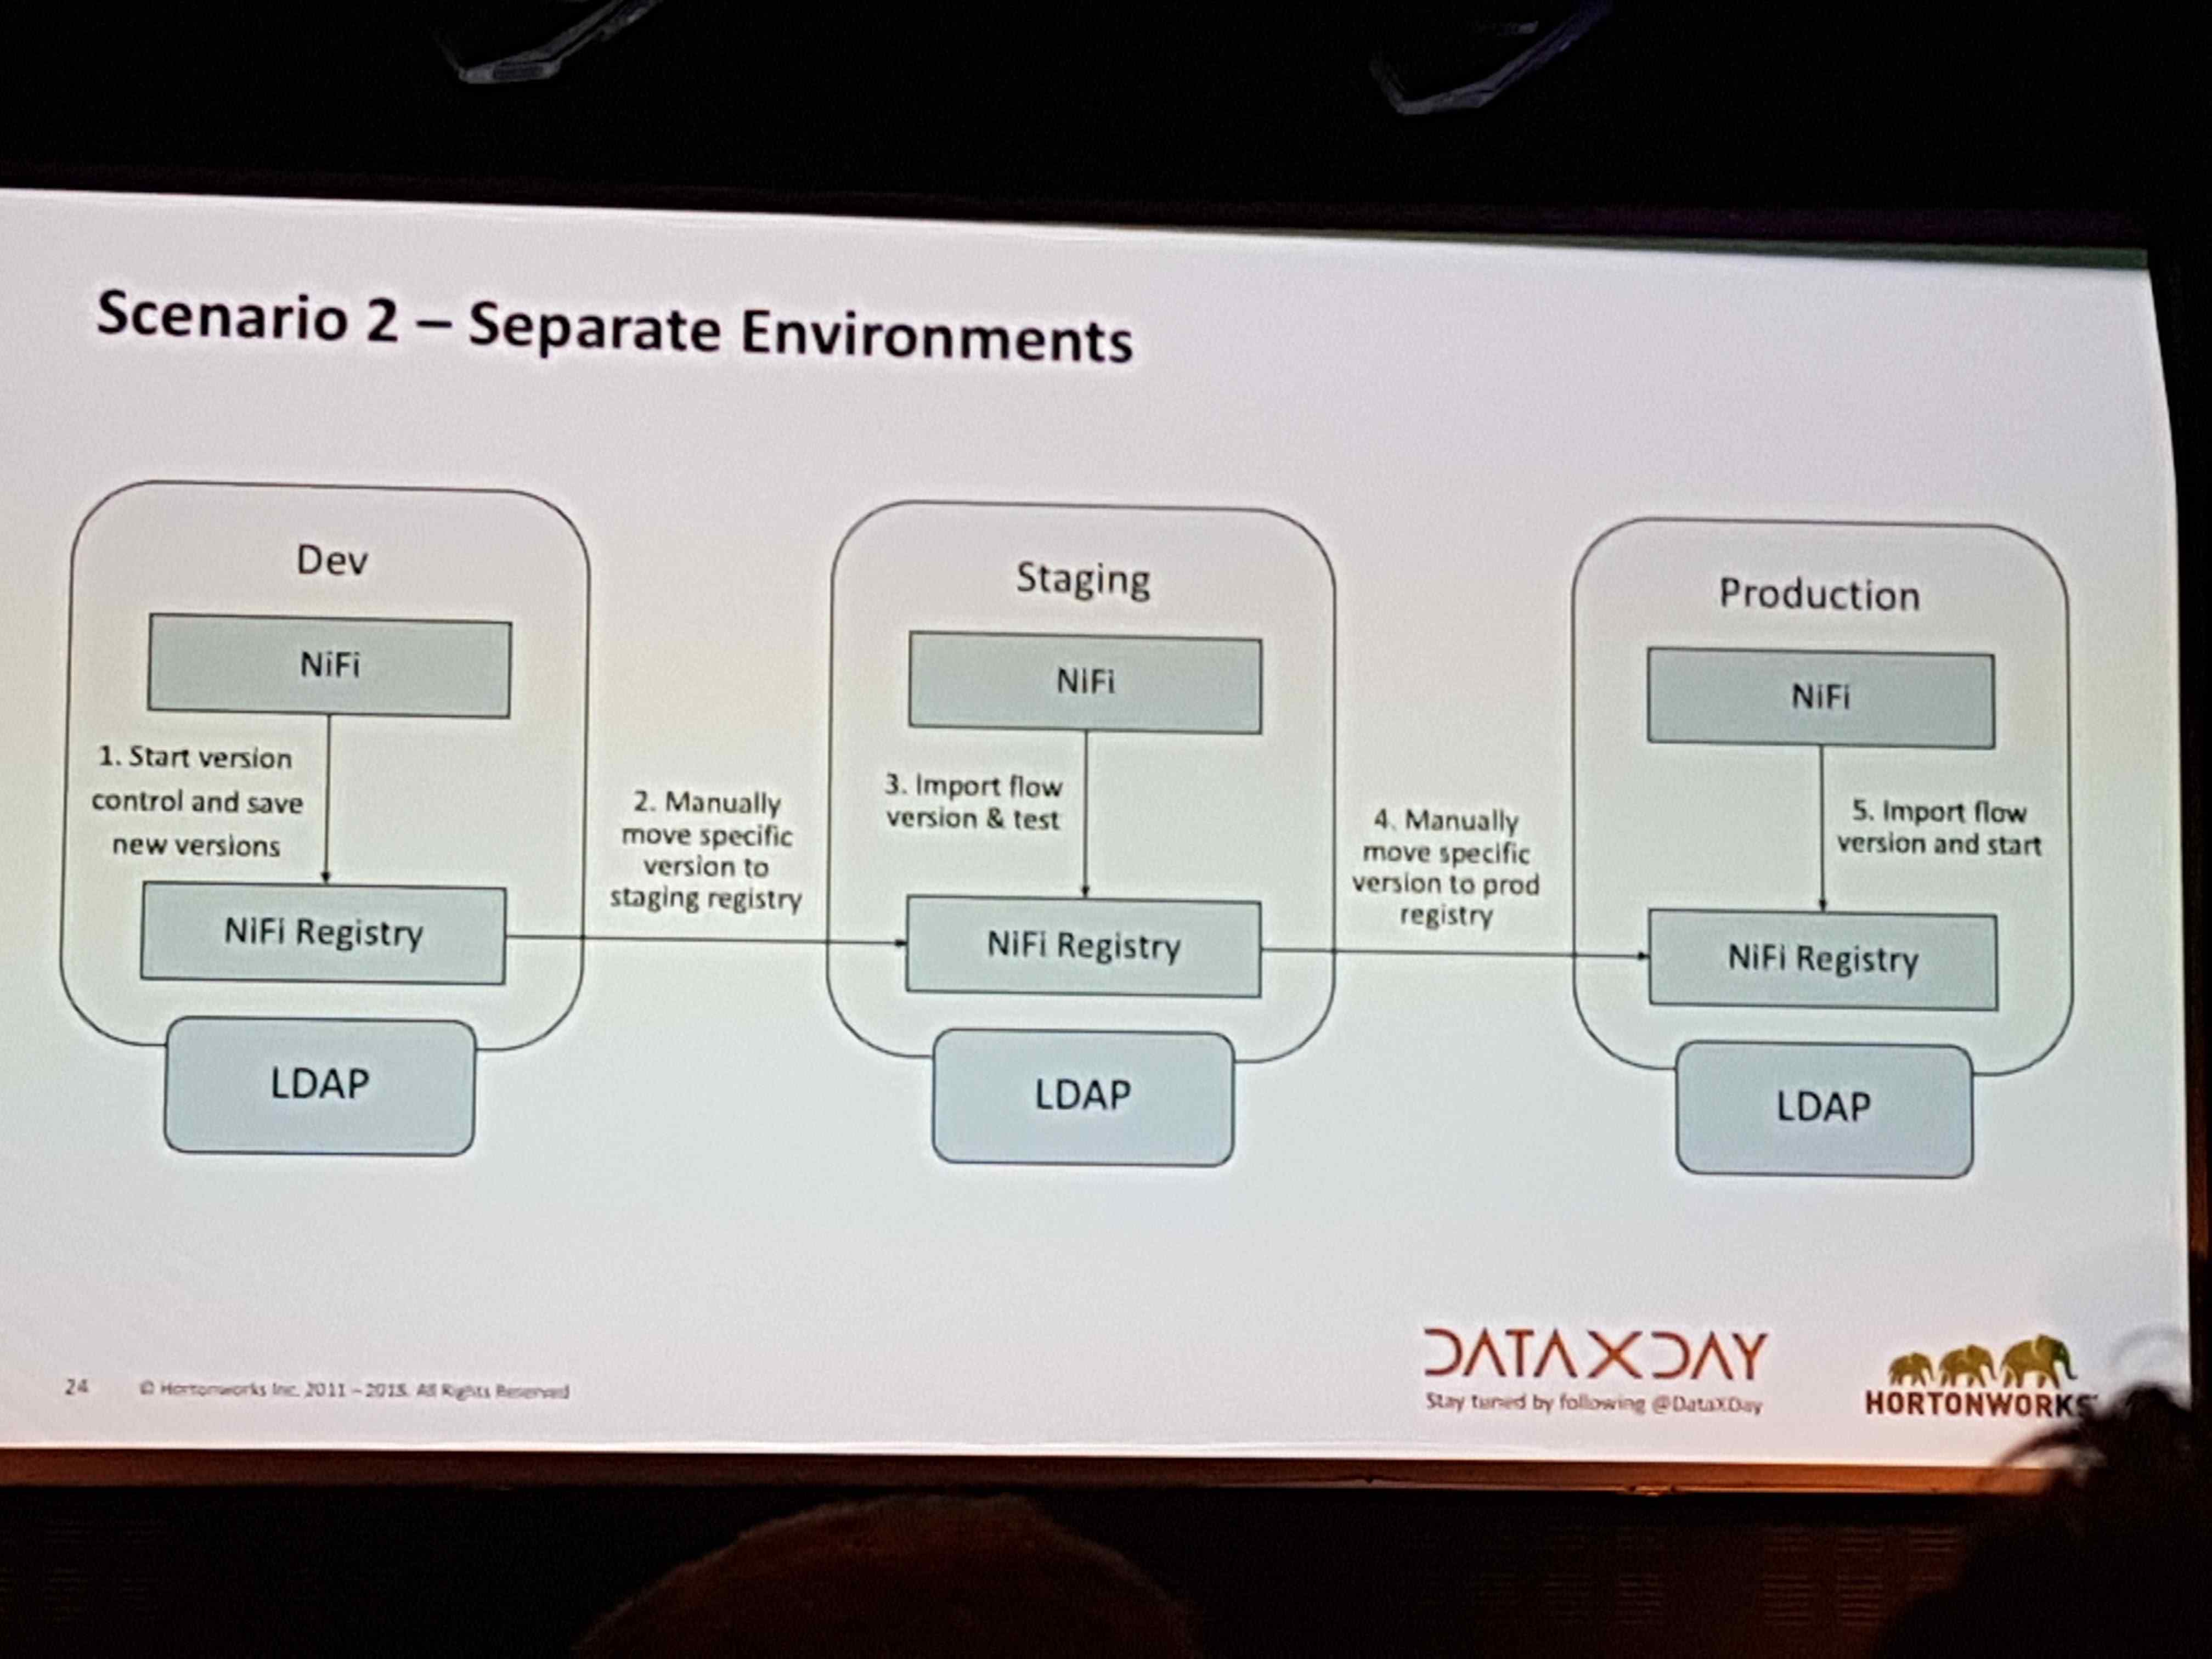 Scenario 2 – Separate Environments
Dev
NiFi
1. Start version
control and save
new versions
NiFi Registry
LDAP
2. Manually
move specific
version to
staging registry
Staging
NiFi
3. Import flow
version & test
NiFi Registry
LDAP
4. Manually
move specific
version to prod
registry
Production
NiFi
5. Import flow
version and start
NiFi Registry
LDAP
24
© Hortonworks Inc. 2011 – 2018. All Rights Reserved
DATAXDAY
Stay tuned by following @DataXDay
HORTONWORKS